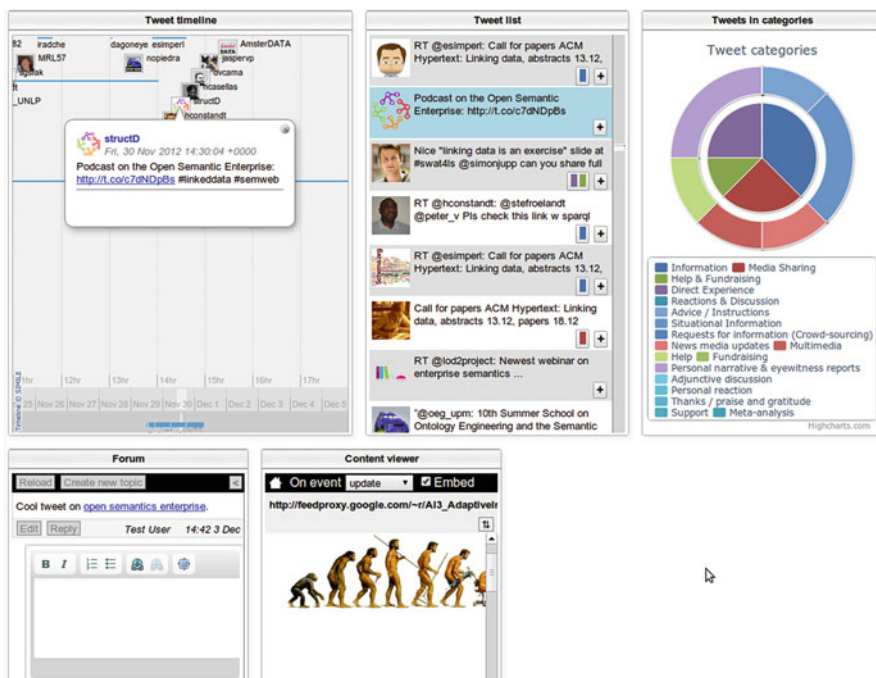 Tweet timeline
82 iradche dagoneye esimperl AmsterDATA
MRL57 nopiedra jaspervp
sgslak dvcama
lt hcasellas
_UNLP structD
hconstandt
structD
Fri, 30 Nov 2012 14:30:04 +0000
Podcast on the Open Semantic Enterprise:
http://t.co/c7dNDpBs #linkeddata #semweb
1hr 12hr 13hr 14hr 15hr 16hr 17hr
25 Nov 26 Nov 27 Nov 28 Nov 29 Nov 30 Dec 1 Dec 2 Dec 3 Dec 4 Dec 5
Timeline © SIMILE
Tweet list
RT @esimperl: Call for papers ACM
Hypertext: Linking data, abstracts 13.12,
+
Podcast on the Open Semantic
Enterprise: http://t.co/c7dNDpBs
+
Nice "linking data is an exercise" slide at
#swat4ls @simonjupp can you share full
+
RT @hconstandt: @stefroelandt
@peter_v Pls check this link w sparql
+
RT @esimperl: Call for papers ACM
Hypertext: Linking data, abstracts 13.12,
+
Call for papers ACM Hypertext: Linking
data, abstracts 13.12, papers 18.12
+
RT @lod2project: Newest webinar on
enterprise semantics ...
+
"@oeg_upm: 10th Summer School on
Ontology Engineering and the Semantic
Tweets in categories
Tweet categories
Information Media Sharing
Help & Fundraising
Direct Experience
Reactions & Discussion
Advice / Instructions
Situational Information
Requests for information (Crowd-sourcing)
News media updates Multimedia
Help Fundraising
Personal narrative & eyewitness reports
Adjunctive discussion
Personal reaction
Thanks / praise and gratitude
Support Meta-analysis
Highcharts.com
Forum
Reload Create new topic <
Cool tweet on open semantics enterprise.
Edit Reply Test User 14:42 3 Dec
B I
Content viewer
On event update Embed
http://feedproxy.google.com/~r/AI3_AdaptiveIn